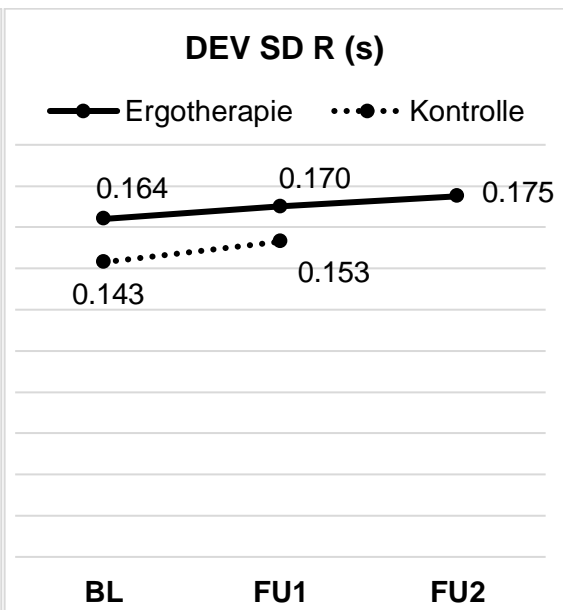 DEV SD R (s)
Ergotherapie Kontrolle
0.164 0.170 0.175
0.143 0.153
BL FU1 FU2